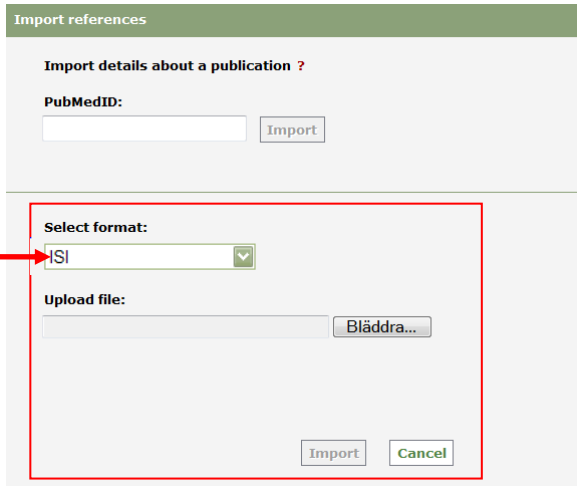 Import references
Import details about a publication ?
PubMedID:
Import
Select format:
ISI
Upload file:
Bläddra...
Import Cancel